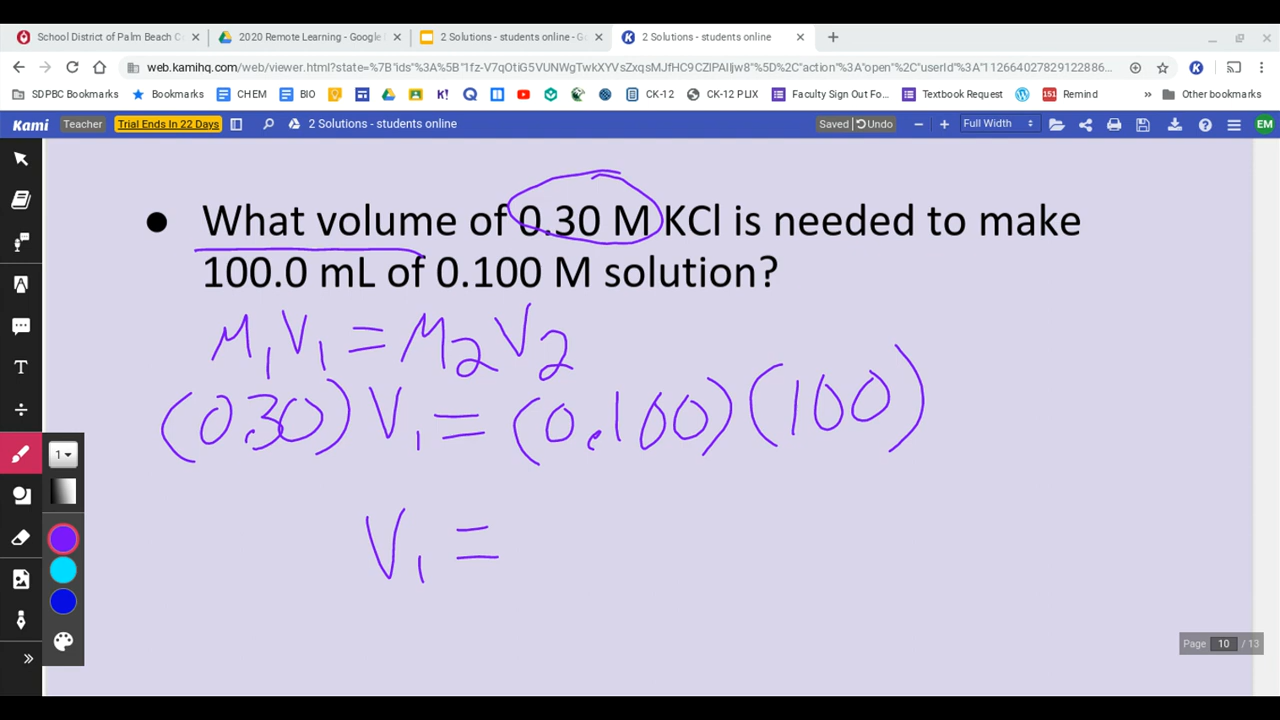 School District of Palm Beach C
2020 Remote Learning - Google
2 Solutions - students online - G
2 Solutions - students online
web.kamihq.com/web/viewer.html?state=%7B"ids"%3A%5B"1fz-V7qOtiG5VUNWgTwkXYVsZxqsMJfHC9CZIPAlIjw8"%5D%2C"action"%3A"open"%2C"userId"%3A"11266402782912288６...
SDPBC Bookmarks
Bookmarks
CHEM
BIO
K!
CK-12
CK-12 PLIX
Faculty Sign Out Fo...
Textbook Request
151
Remind
» Other bookmarks
Kami Teacher Trial Ends In 22 Days 2 Solutions - students online Saved Undo − + Full Width EM
• What volume of 0.30 M KCl is needed to make
100.0 mL of 0.100 M solution?
M₁V₁ = M₂V₂
(0.30) V₁ = (0.100)(100)
V₁ =
1
Page 10 / 13